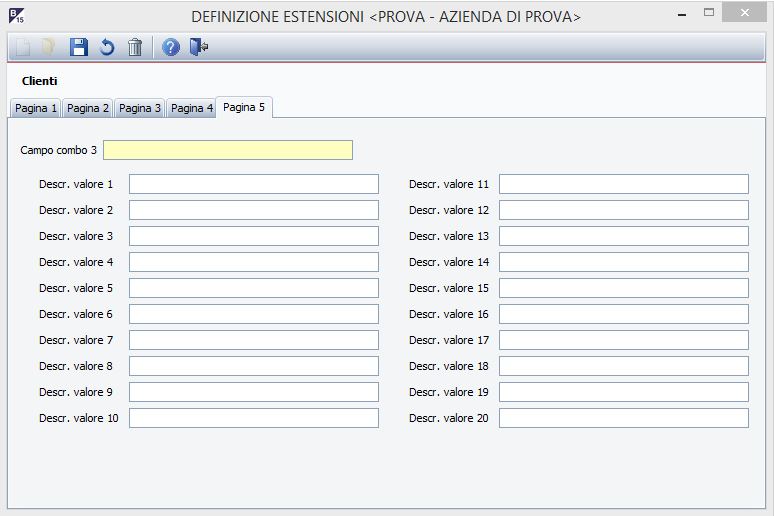 B 15
DEFINIZIONE ESTENSIONI <PROVA - AZIENDA DI PROVA>
?
Clienti
Pagina 1 Pagina 2 Pagina 3 Pagina 4 Pagina 5
Campo combo 3
Descr. valore 1 Descr. valore 11
Descr. valore 2 Descr. valore 12
Descr. valore 3 Descr. valore 13
Descr. valore 4 Descr. valore 14
Descr. valore 5 Descr. valore 15
Descr. valore 6 Descr. valore 16
Descr. valore 7 Descr. valore 17
Descr. valore 8 Descr. valore 18
Descr. valore 9 Descr. valore 19
Descr. valore 10 Descr. valore 20